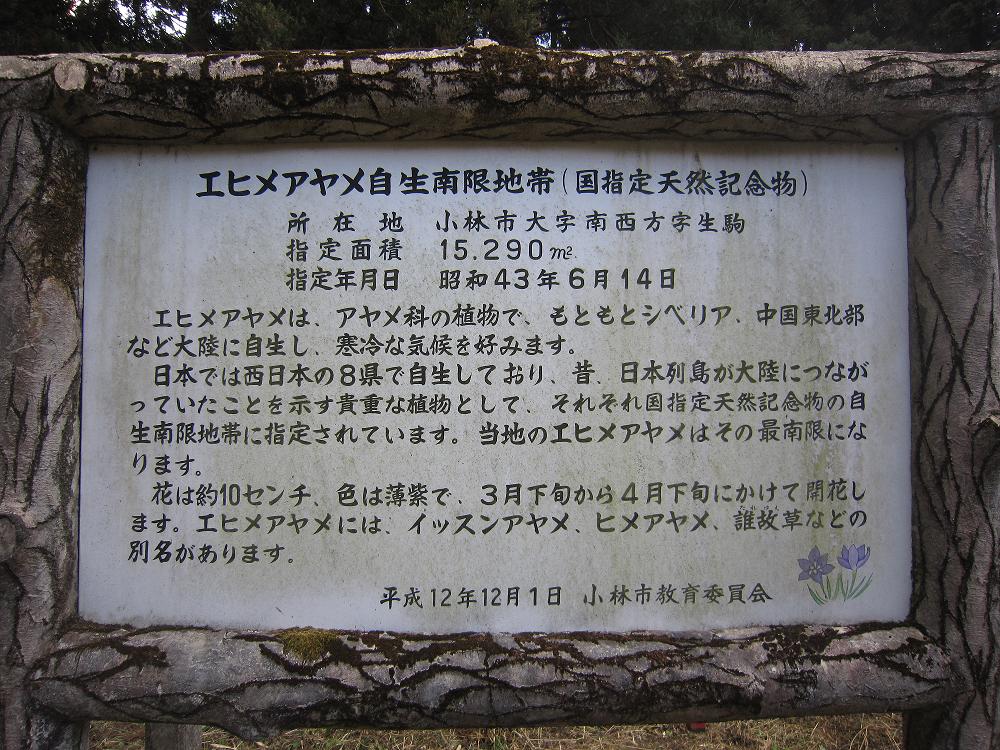 エヒメアヤメ自生南限地帯(国指定天然記念物)
所在地 小林市大字南西方字生駒
指定面積 15.290㎡
指定年月日 昭和43年6月14日
エヒメアヤメは、アヤメ科の植物で、もともとシベリア、中国東北部
など大陸に自生し、寒冷な気候を好みます。
日本では西日本の8県で自生しており、昔、日本列島が大陸につなが
っていたことを示す貴重な植物として、それぞれ国指定天然記念物の自
生南限地帯に指定されています。当地のエヒメアヤメはその最南限にな
ります。
花は約10センチ、色は薄紫で、3月下旬から4月下旬にかけて開花し
ます。エヒメアヤメには、イッスンアヤメ、ヒメアヤメ、誰故草などの
別名があります。
平成12年12月1日 小林市教育委員会